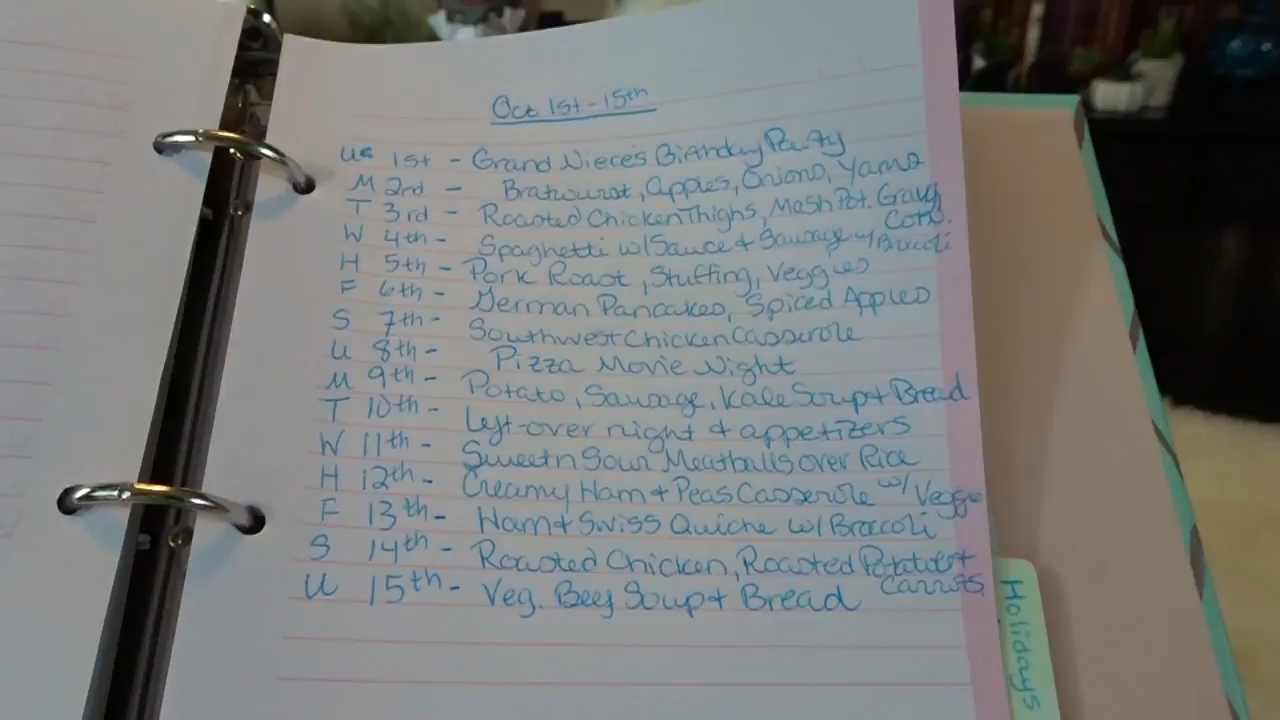 Oct 1st - 15th
U 1st - Grand Niece's Birthday Party
M 2nd - Bratwurst, Apples, Onions, Yams
T 3rd - Roasted Chicken Thighs, Mash Pot. Gravy
Corn.
W 4th - Spaghetti w/Sauce + Sausage w/ Broccoli
H 5th - Pork Roast, Stuffing, Veggies
F 6th - German Pancakes, Spiced Apples
S 7th - Southwest Chicken Casserole
U 8th - Pizza Movie Night
M 9th - Potato, Sausage, Kale Soup + Bread
T 10th - Left-over night + appetizers
W 11th - Sweet n Sour Meatballs over Rice
H 12th - Creamy Ham + Peas Casserole w/ Veggies
F 13th - Ham + Swiss Quiche w/ Broccoli
S 14th - Roasted Chicken, Roasted Potatoes +
Carrots
U 15th - Veg. Beef Soup + Bread
Holidays